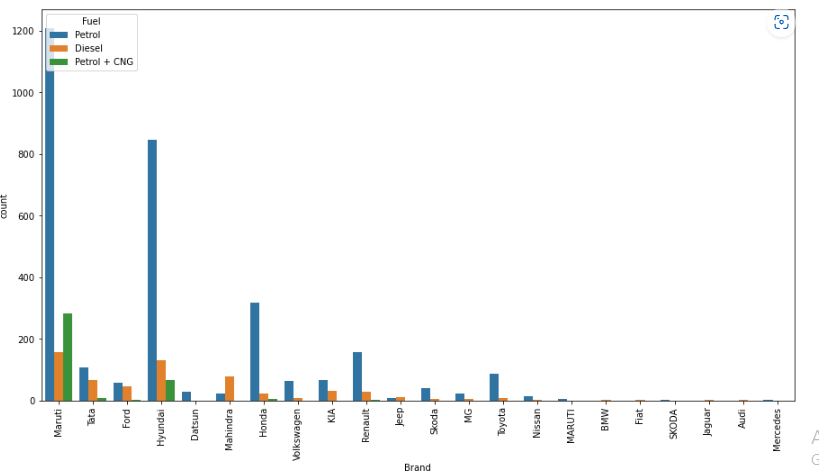 Fuel
Petrol
Diesel
Petrol + CNG
1200
1000
800
600
400
200
0
count
Maruti
Tata
Ford
Hyundai
Datsun
Mahindra
Honda
Volkswagen
KIA
Renault
Jeep
Skoda
MG
Toyota
Nissan
MARUTI
BMW
Fiat
SKODA
Jaguar
Audi
Mercedes
Brand